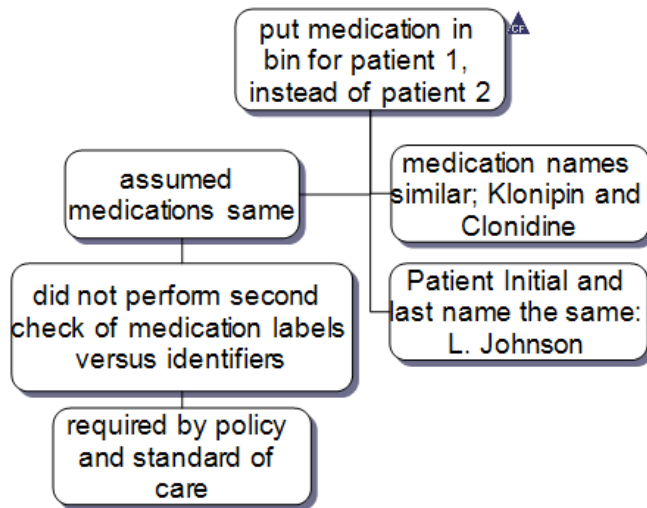 put medication in
bin for patient 1,
instead of patient 2
CF
assumed
medications same
medication names
similar; Klonipin and
Clonidine
did not perform second
check of medication labels
versus identifiers
Patient Initial and
last name the same:
L. Johnson
required by policy
and standard of
care